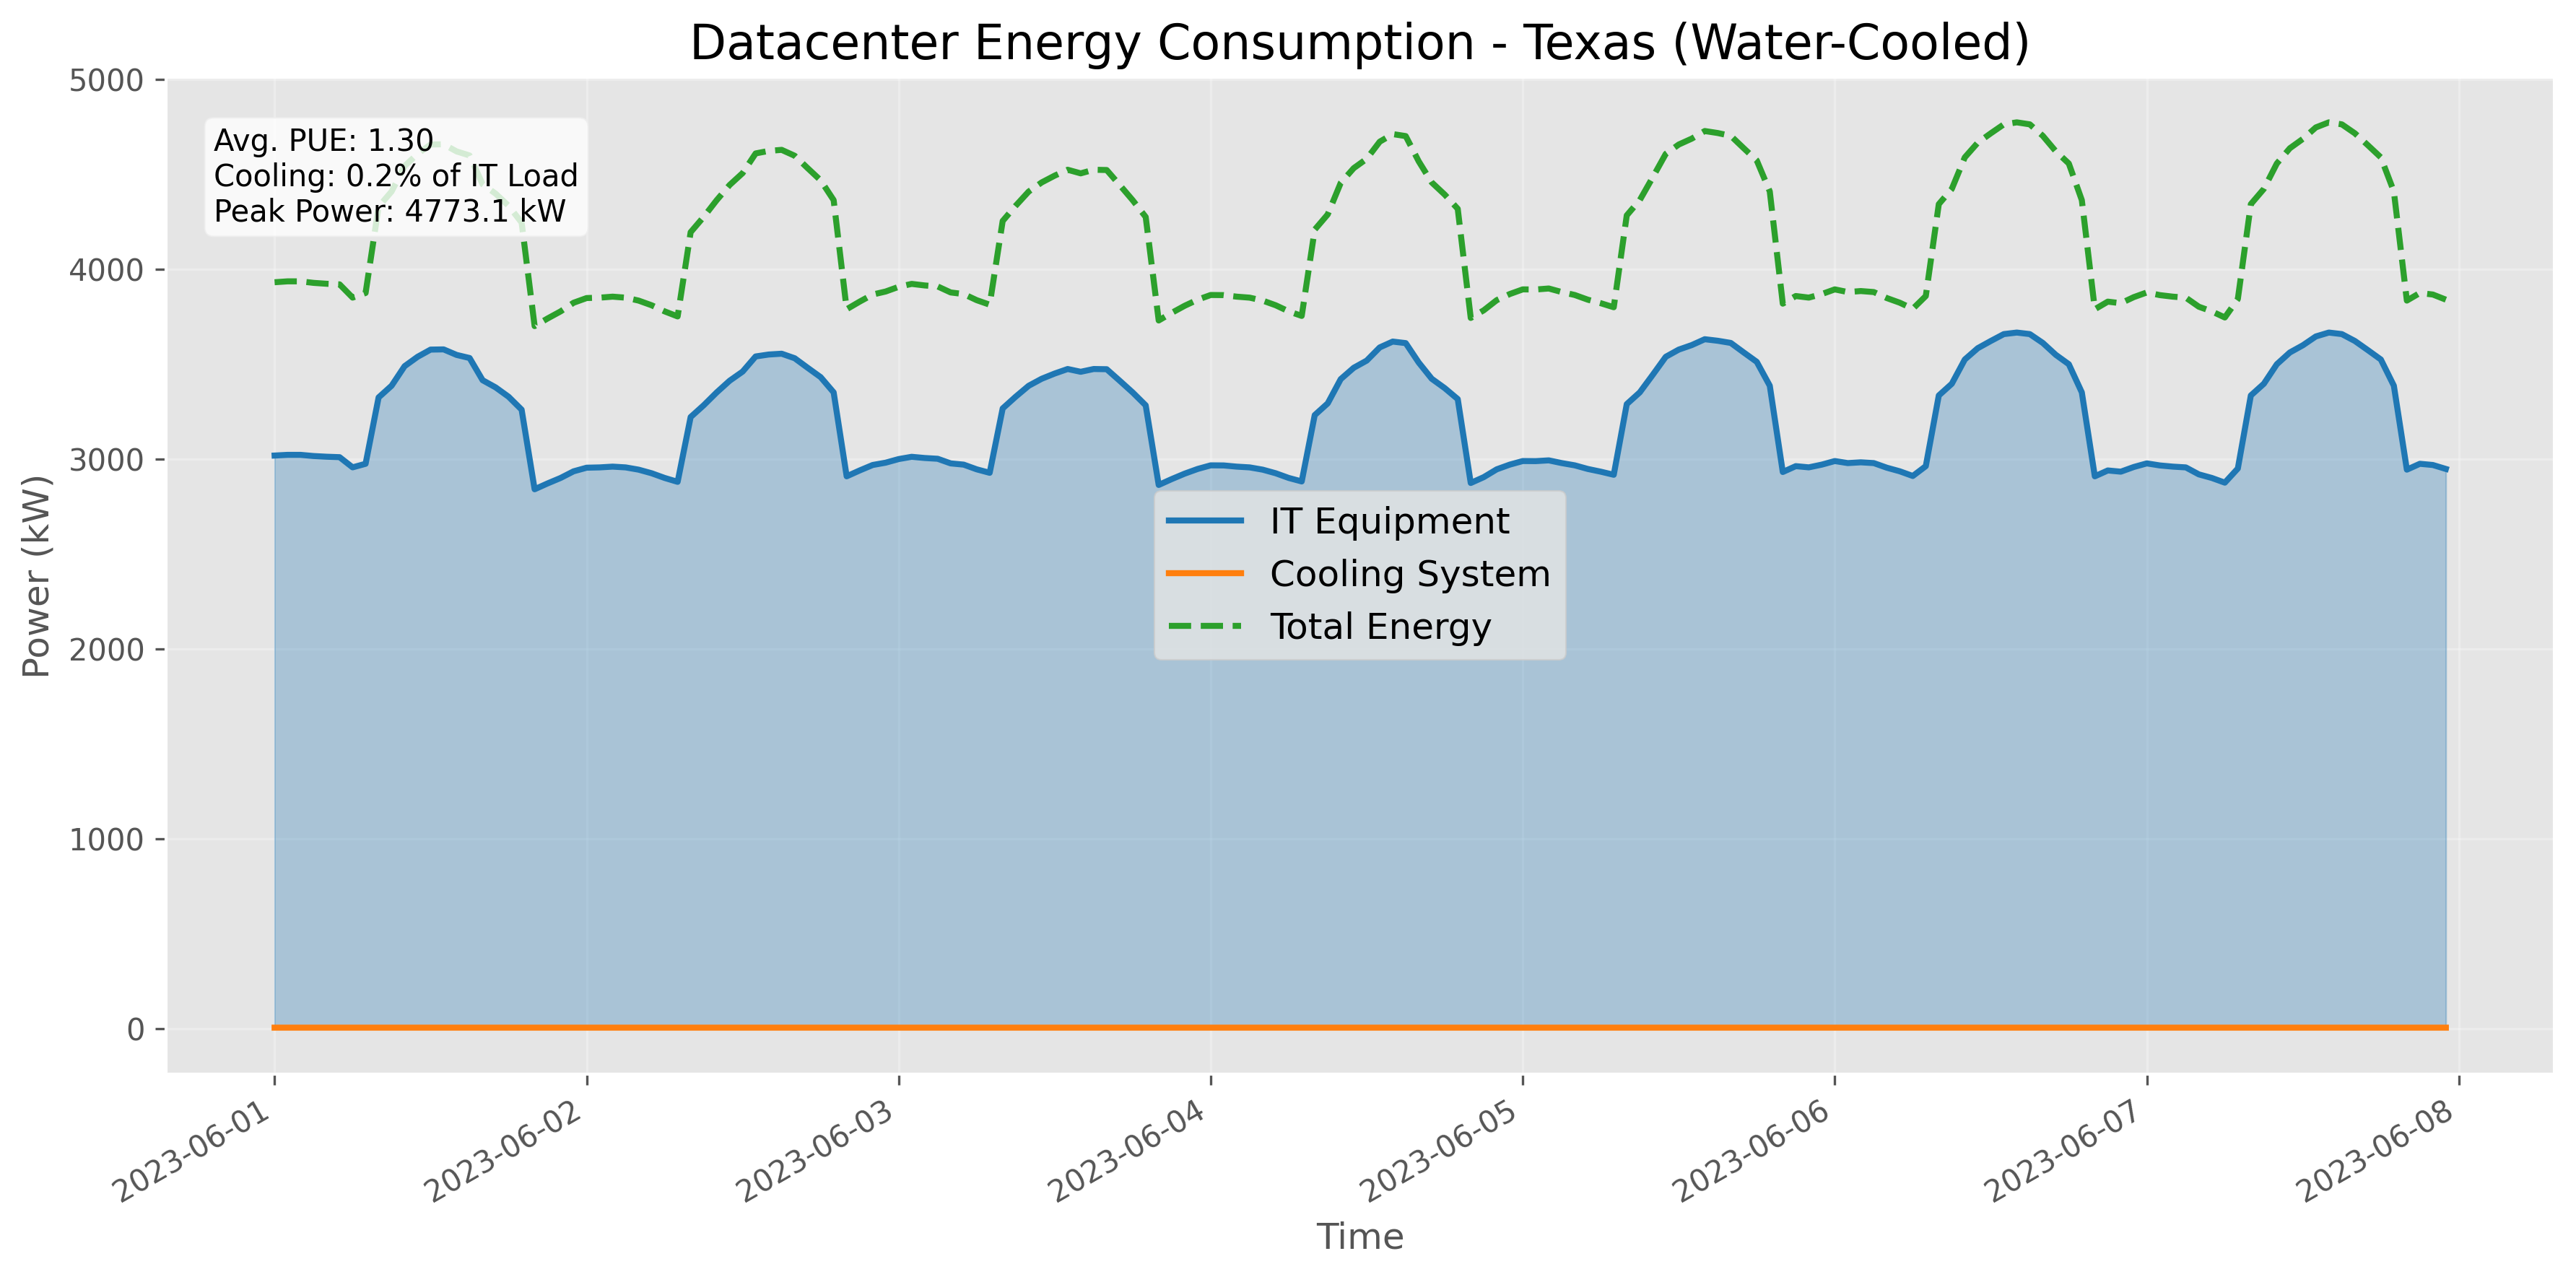 Datacenter Energy Consumption - Texas (Water-Cooled)
5000
4000
3000
2000
1000
0
Power (kW)
Avg. PUE: 1.30
Cooling: 0.2% of IT Load
Peak Power: 4773.1 kW
IT Equipment
Cooling System
Total Energy
2023-06-01
2023-06-02
2023-06-03
2023-06-04
2023-06-05
2023-06-06
2023-06-07
2023-06-08
Time